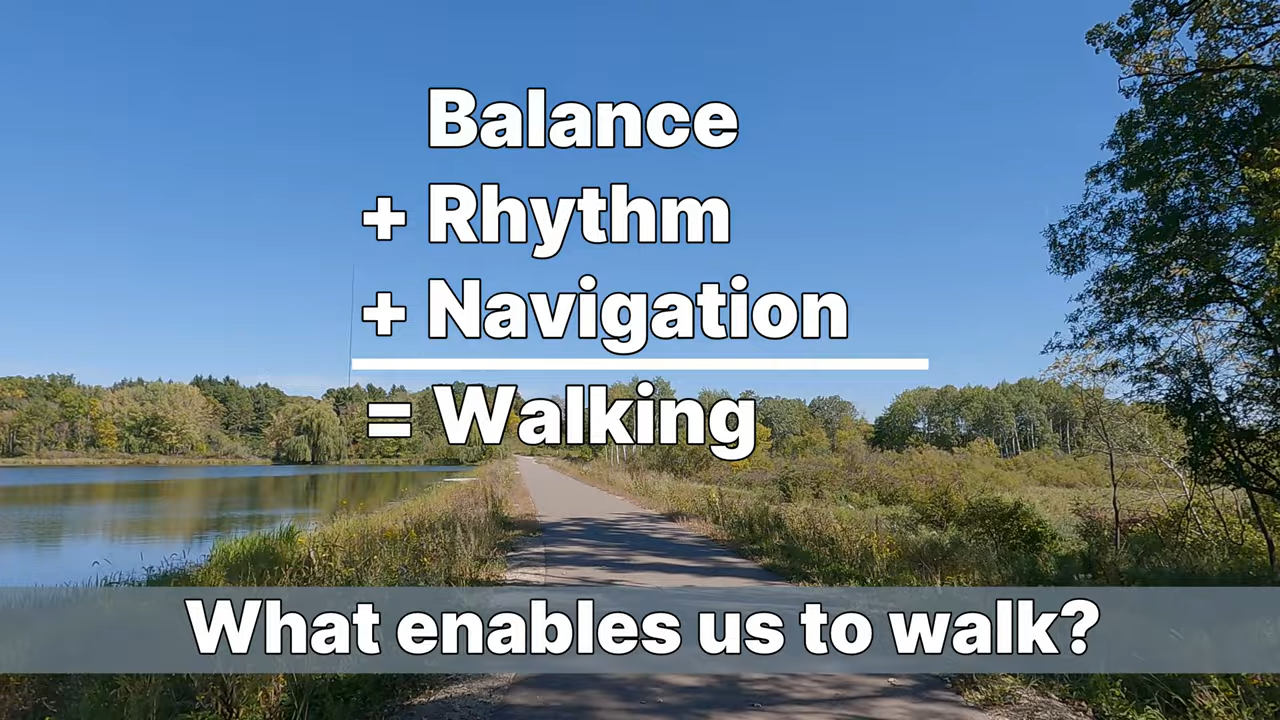 Balance
+ Rhythm
+ Navigation
= Walking
What enables us to walk?